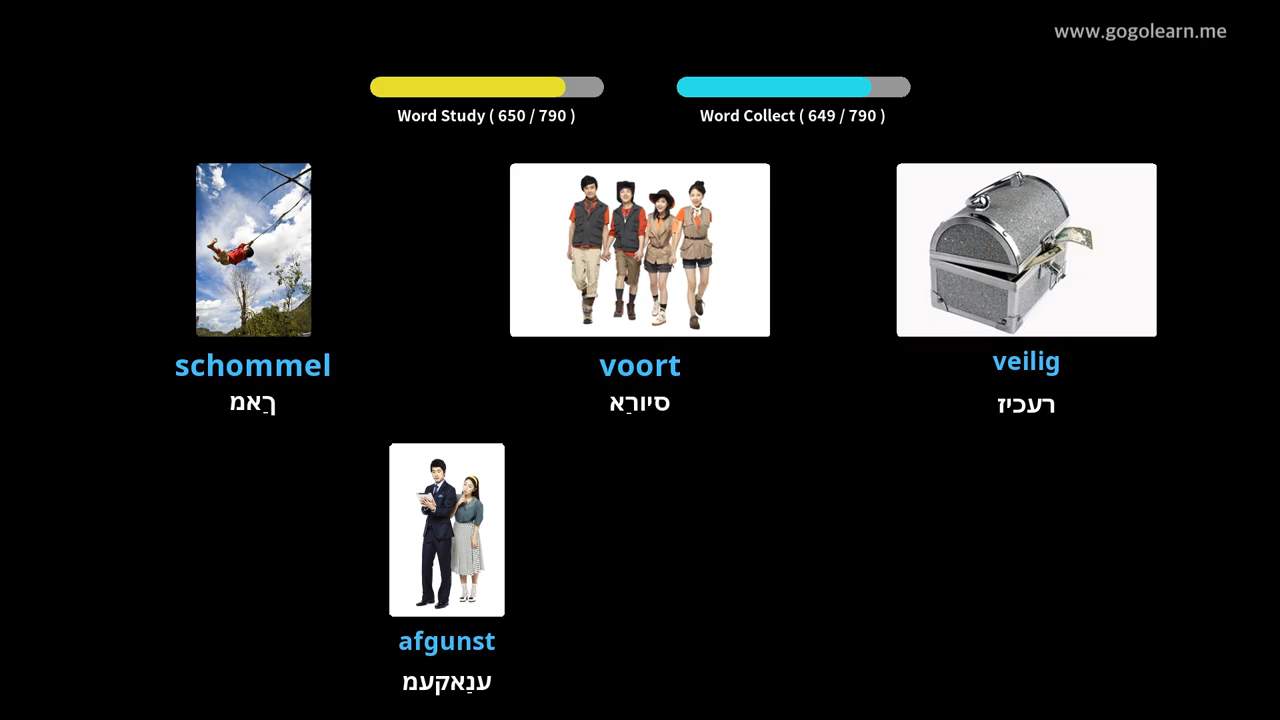 www.gogolearn.me
Word Study ( 650 / 790 )
Word Collect ( 649 / 790 )
schommel
voort
veilig
ךַאמ
סיורַא
רעכיז
afgunst
ענַאקעמ